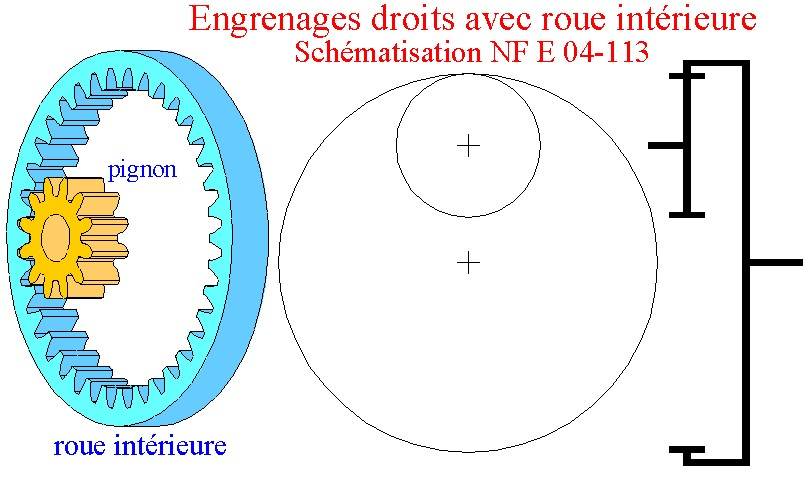 Engrenages droits avec roue intérieure
Schématisation NF E 04-113
pignon
roue intérieure